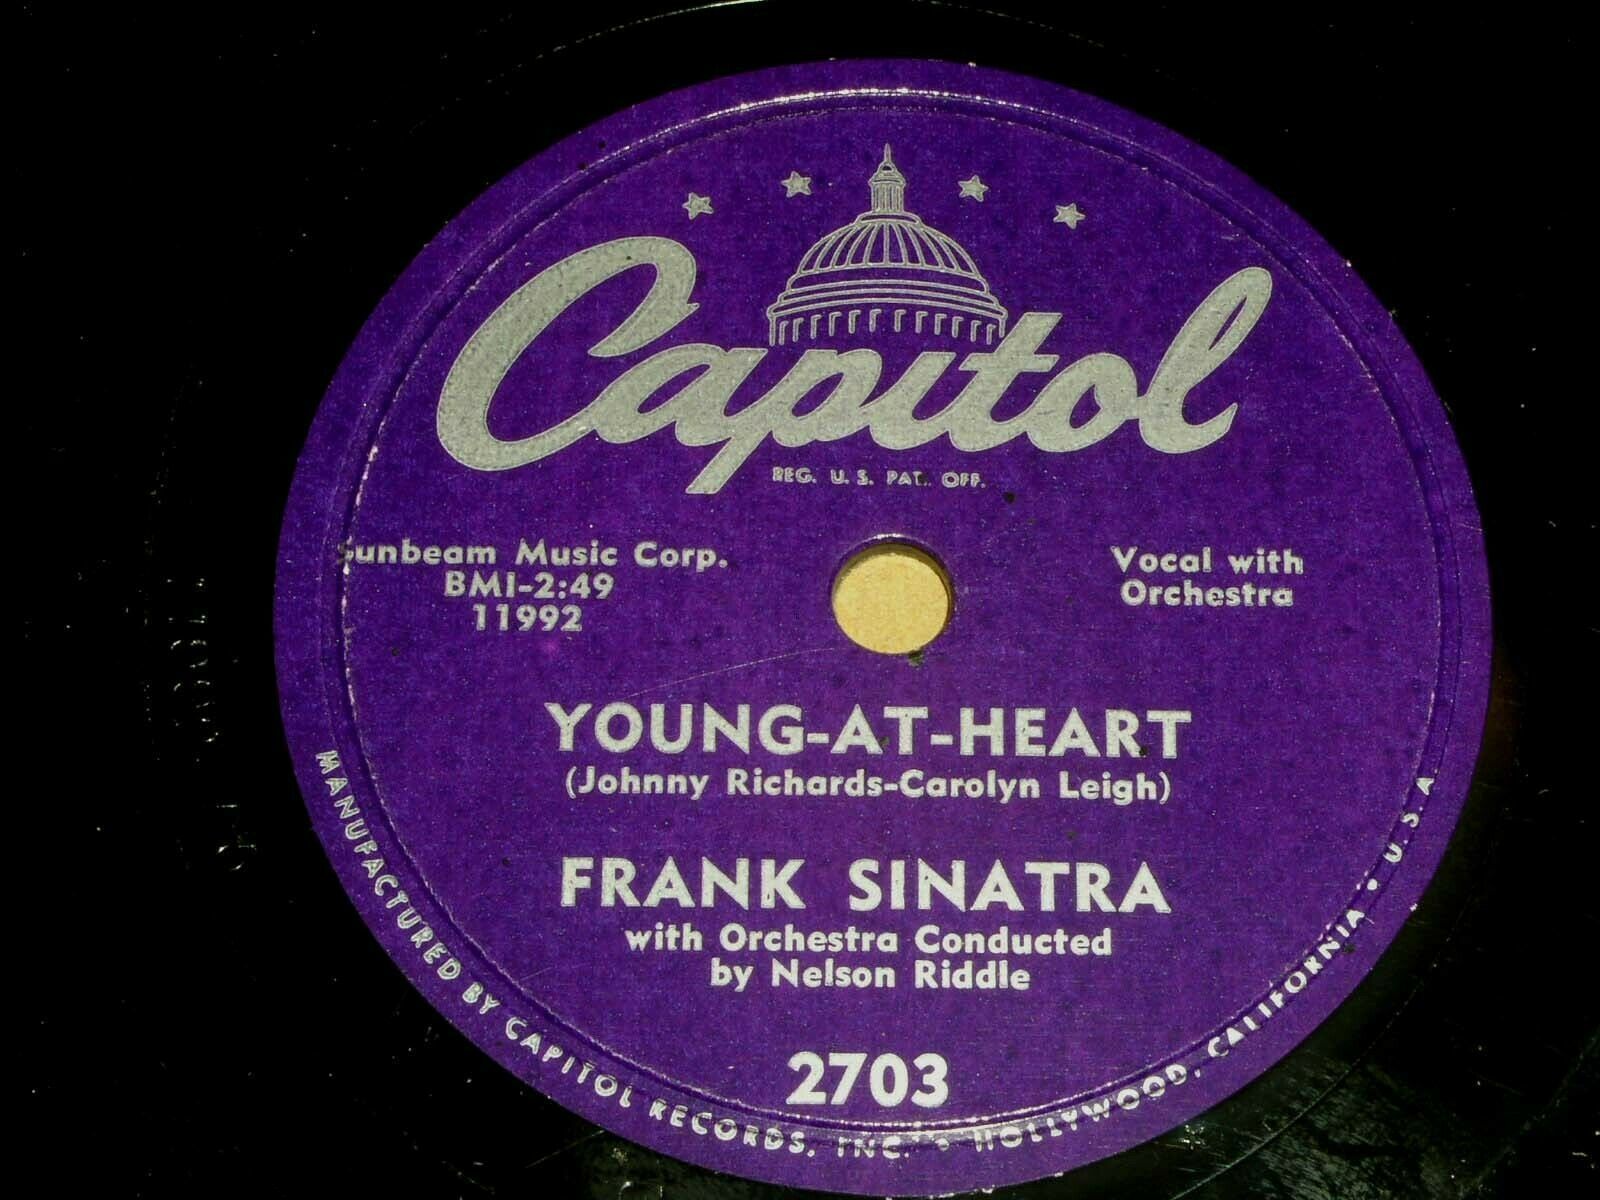 Capitol
REG. U. S. PAT. OFF.
Sunbeam Music Corp.
BMI-2:49
11992
Vocal with
Orchestra
YOUNG-AT-HEART
(Johnny Richards-Carolyn Leigh)
FRANK SINATRA
with Orchestra Conducted
by Nelson Riddle
2703
MANUFACTURED BY CAPITOL RECORDS, INC. • HOLLYWOOD, CALIFORNIA • U. S. A.